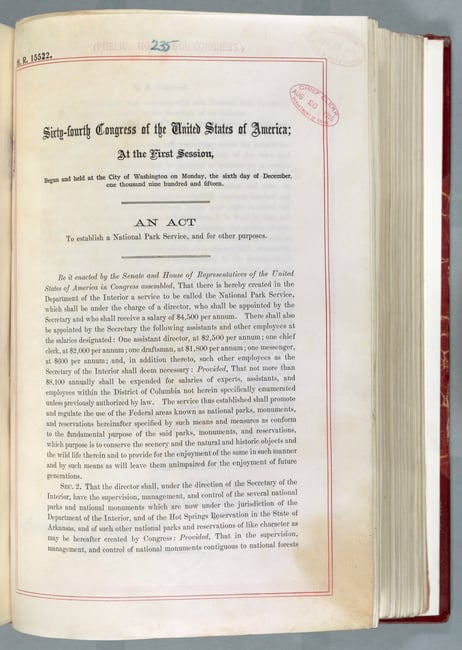 H. R. 15522.
235
Sixty-fourth Congress of the United States of America;
At the First Session,
Begun and held at the City of Washington on Monday, the sixth day of December,
one thousand nine hundred and fifteen.
AN ACT
To establish a National Park Service, and for other purposes.
Be it enacted by the Senate and House of Representatives of the United
States of America in Congress assembled, That there is hereby created in the
Department of the Interior a service to be called the National Park Service,
which shall be under the charge of a director, who shall be appointed by the
Secretary and who shall receive a salary of $4,500 per annum. There shall also
be appointed by the Secretary the following assistants and other employees at
the salaries designated: One assistant director, at $2,500 per annum; one chief
clerk, at $2,000 per annum; one draftsman, at $1,800 per annum; one messenger,
at $600 per annum; and, in addition thereto, such other employees as the
Secretary of the Interior shall deem necessary: Provided, That not more than
$8,100 annually shall be expended for salaries of experts, assistants, and
employees within the District of Columbia not herein specifically enumerated
unless previously authorized by law. The service thus established shall promote
and regulate the use of the Federal areas known as national parks, monuments,
and reservations hereinafter specified by such means and measures as conform
to the fundamental purpose of the said parks, monuments, and reservations,
which purpose is to conserve the scenery and the natural and historic objects and
the wild life therein and to provide for the enjoyment of the same in such manner
and by such means as will leave them unimpaired for the enjoyment of future
generations.
SEC. 2. That the director shall, under the direction of the Secretary of the
Interior, have the supervision, management, and control of the several national
parks and national monuments which are now under the jurisdiction of the
Department of the Interior, and of the Hot Springs Reservation in the State of
Arkansas, and of such other national parks and reservations of like character as
may be hereafter created by Congress: Provided, That in the supervision,
management, and control of national monuments contiguous to national forests